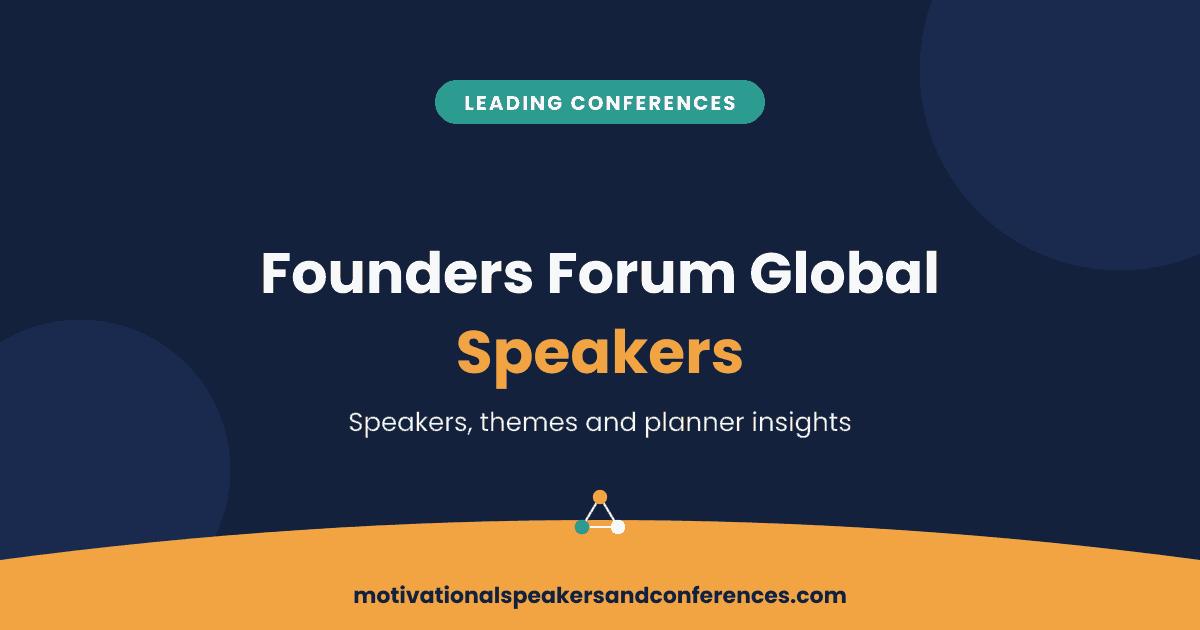 LEADING CONFERENCES
Founders Forum Global
Speakers
Speakers, themes and planner insights
motivationalspeakersandconferences.com